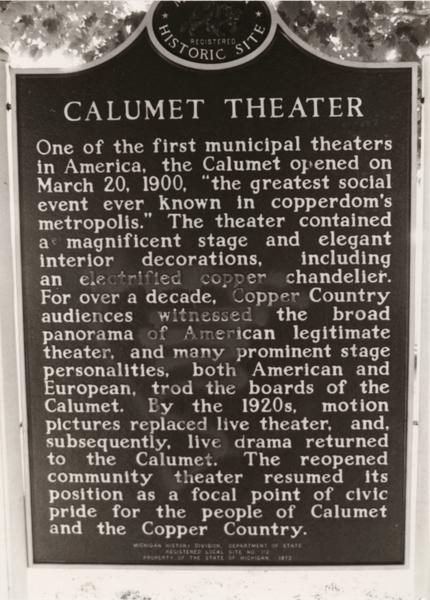 REGISTERED
HISTORIC SITE
CALUMET THEATER
One of the first municipal theaters
in America, the Calumet opened on
March 20, 1900, "the greatest social
event ever known in copperdom's
metropolis." The theater contained
a magnificent stage and elegant
interior decorations, including
an electrified copper chandelier.
For over a decade, Copper Country
audiences witnessed the broad
panorama of American legitimate
theater, and many prominent stage
personalities, both American and
European, trod the boards of the
Calumet. By the 1920s, motion
pictures replaced live theater, and,
subsequently, live drama returned
to the Calumet. The reopened
community theater resumed its
position as a focal point of civic
pride for the people of Calumet
and the Copper Country.
MICHIGAN HISTORY DIVISION, DEPARTMENT OF STATE
REGISTERED LOCAL SITE NO. 112
PROPERTY OF THE STATE OF MICHIGAN, 1973